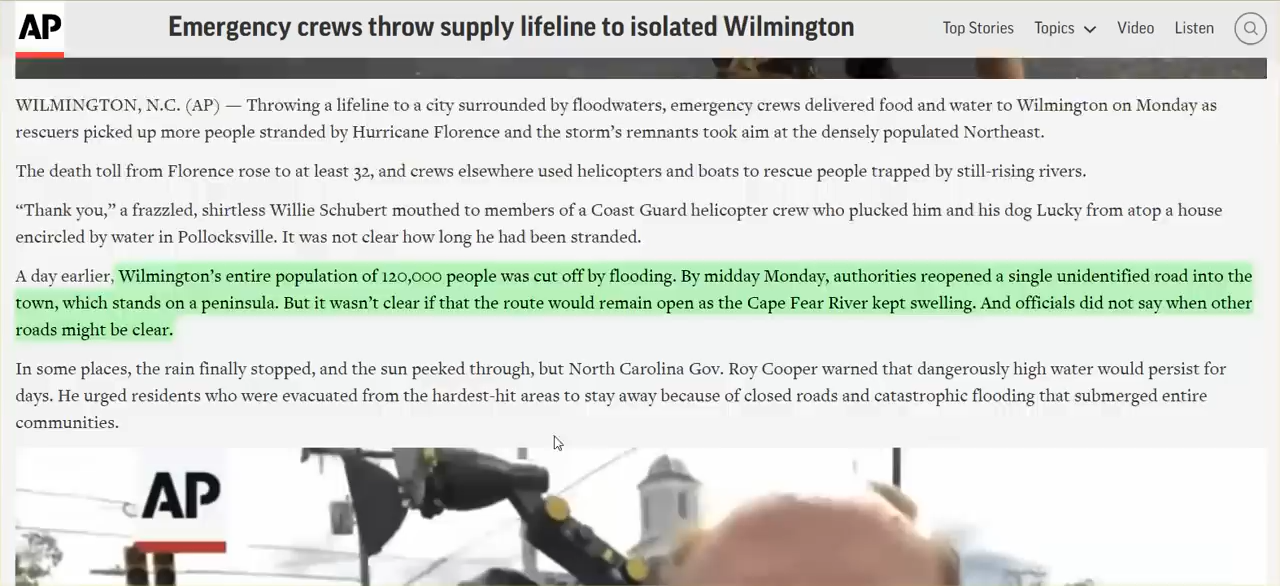 AP
Emergency crews throw supply lifeline to isolated Wilmington
Top Stories
Topics
Video
Listen
WILMINGTON, N.C. (AP) — Throwing a lifeline to a city surrounded by floodwaters, emergency crews delivered food and water to Wilmington on Monday as
rescuers picked up more people stranded by Hurricane Florence and the storm’s remnants took aim at the densely populated Northeast.
The death toll from Florence rose to at least 32, and crews elsewhere used helicopters and boats to rescue people trapped by still-rising rivers.
“Thank you,” a frazzled, shirtless Willie Schubert mouthed to members of a Coast Guard helicopter crew who plucked him and his dog Lucky from atop a house
encircled by water in Pollocksville. It was not clear how long he had been stranded.
A day earlier, Wilmington’s entire population of 120,000 people was cut off by flooding. By midday Monday, authorities reopened a single unidentified road into the
town, which stands on a peninsula. But it wasn’t clear if that the route would remain open as the Cape Fear River kept swelling. And officials did not say when other
roads might be clear.
In some places, the rain finally stopped, and the sun peeked through, but North Carolina Gov. Roy Cooper warned that dangerously high water would persist for
days. He urged residents who were evacuated from the hardest-hit areas to stay away because of closed roads and catastrophic flooding that submerged entire
communities.
AP